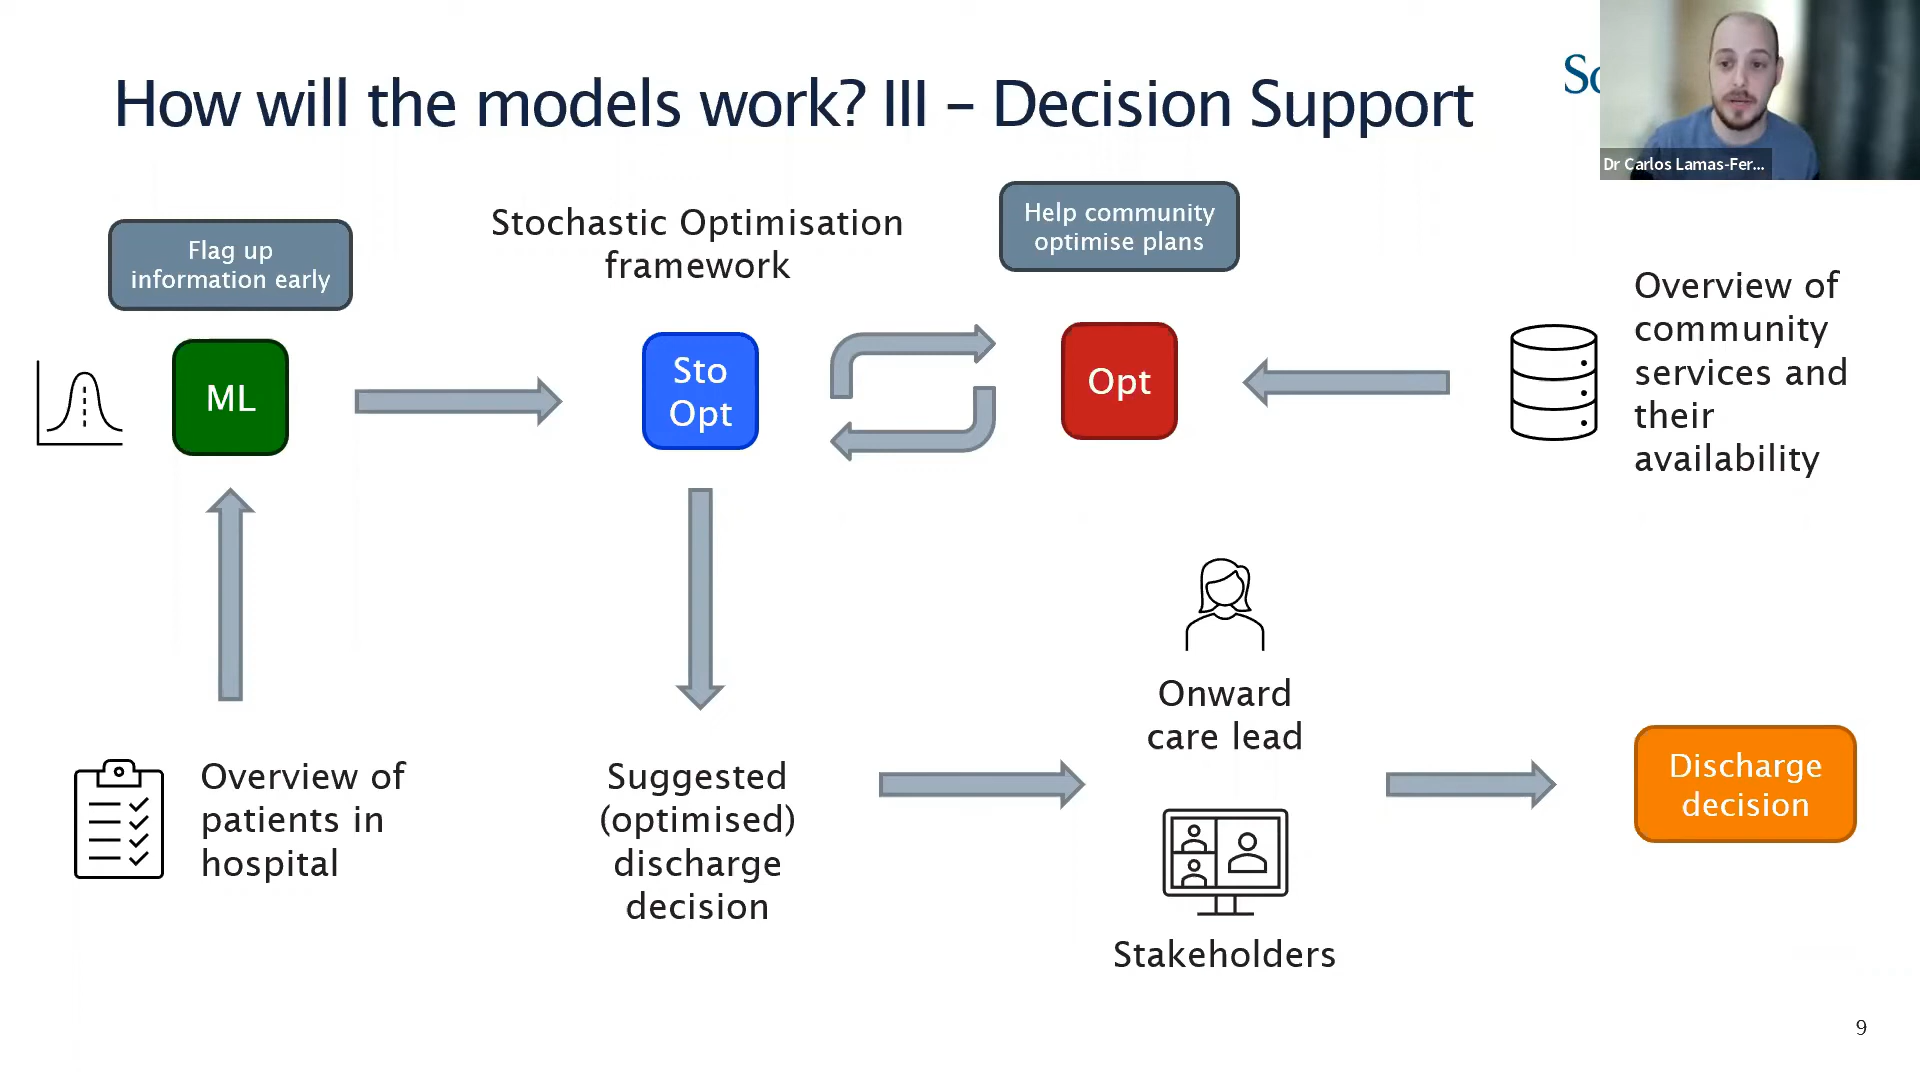 How will the models work? III – Decision Support
Dr Carlos Lamas-Fer...
Flag up
information early
Stochastic Optimisation
framework
Help community
optimise plans
ML
Sto
Opt
Opt
Overview of
community
services and
their
availability
Overview of
patients in
hospital
Suggested
(optimised)
discharge
decision
Onward
care lead
Stakeholders
Discharge
decision
9